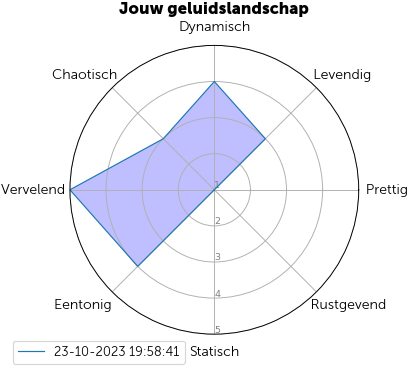 Jouw geluidslandschap
Dynamisch
Chaotisch
Levendig
Vervelend
1
Prettig
2
3
4
Eentonig
Rustgevend
5
23-10-2023 19:58:41
Statisch